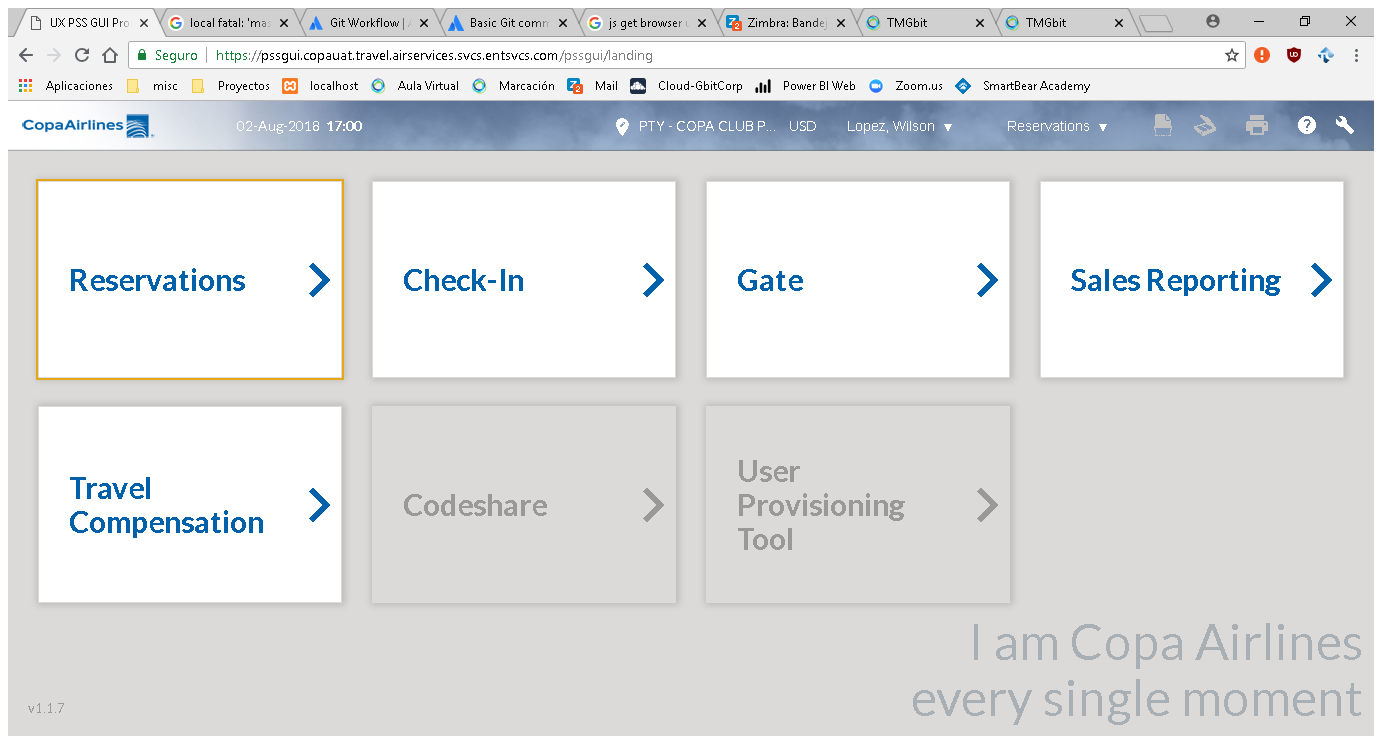 UX PSS GUI Pro
local fatal: 'mas
Git Workflow | A
Basic Git comm
js get browser u
Zimbra: Bandej
TMGbit
TMGbit
Seguro https://pssgui.copauat.travel.airservices.svcs.entsvcs.com/pssgui/landing
Aplicaciones misc Proyectos localhost Aula Virtual Marcación Mail Cloud-GbitCorp Power BI Web Zoom.us SmartBear Academy
CopaAirlines 02-Aug-2018 17:00 PTY - COPA CLUB P... USD Lopez, Wilson Reservations
Reservations
Check-In
Gate
Sales Reporting
Travel
Compensation
Codeshare
User
Provisioning
Tool
I am Copa Airlines
every single moment
v1.1.7